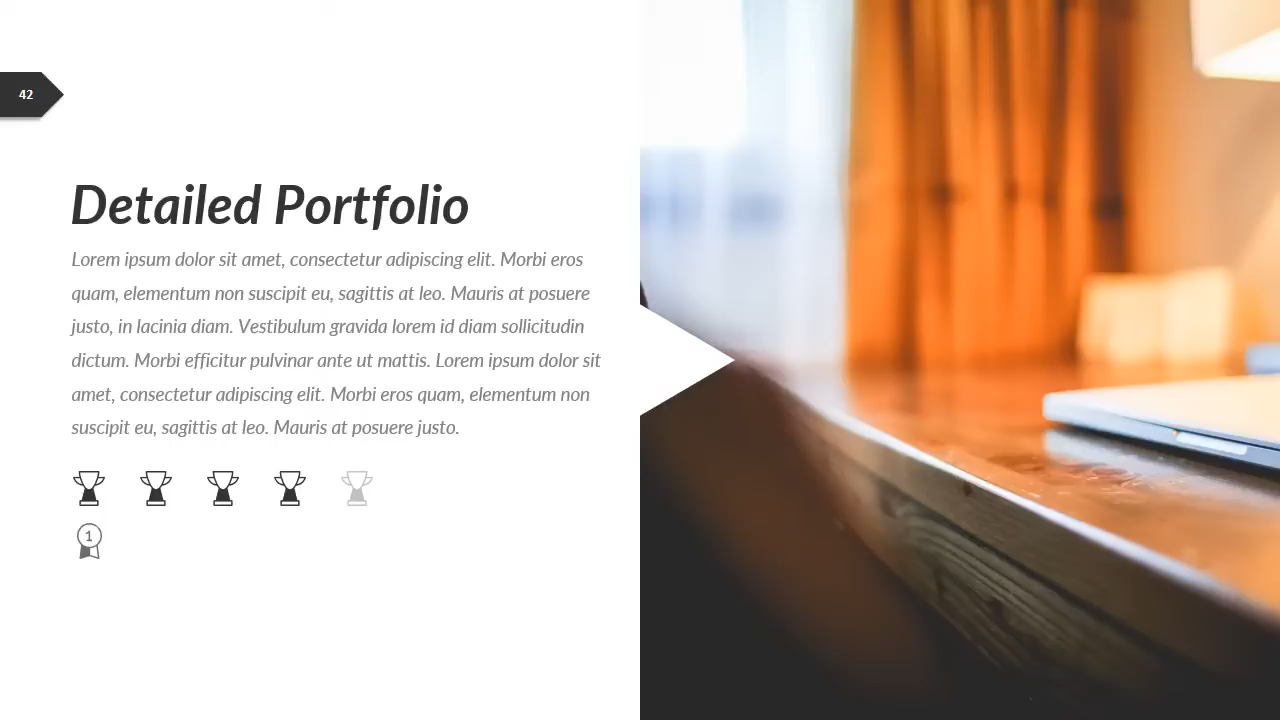 42
Detailed Portfolio
Lorem ipsum dolor sit amet, consectetur adipiscing elit. Morbi eros
quam, elementum non suscipit eu, sagittis at leo. Mauris at posuere
justo, in lacinia diam. Vestibulum gravida lorem id diam sollicitudin
dictum. Morbi efficitur pulvinar ante ut mattis. Lorem ipsum dolor sit
amet, consectetur adipiscing elit. Morbi eros quam, elementum non
suscipit eu, sagittis at leo. Mauris at posuere justo.
1